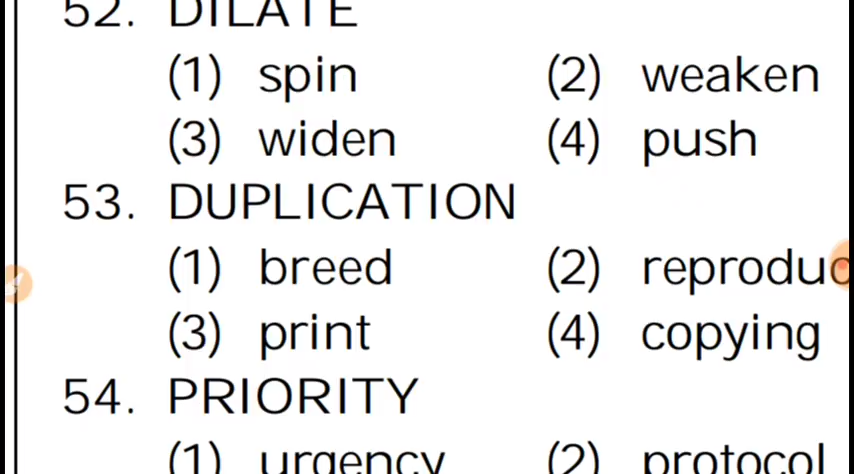 52. DILATE
(1) spin (2) weaken
(3) widen (4) push
53. DUPLICATION
(1) breed (2)
(3) print (4) copying
54. PRIORITY
(1) urgency (2) protocol